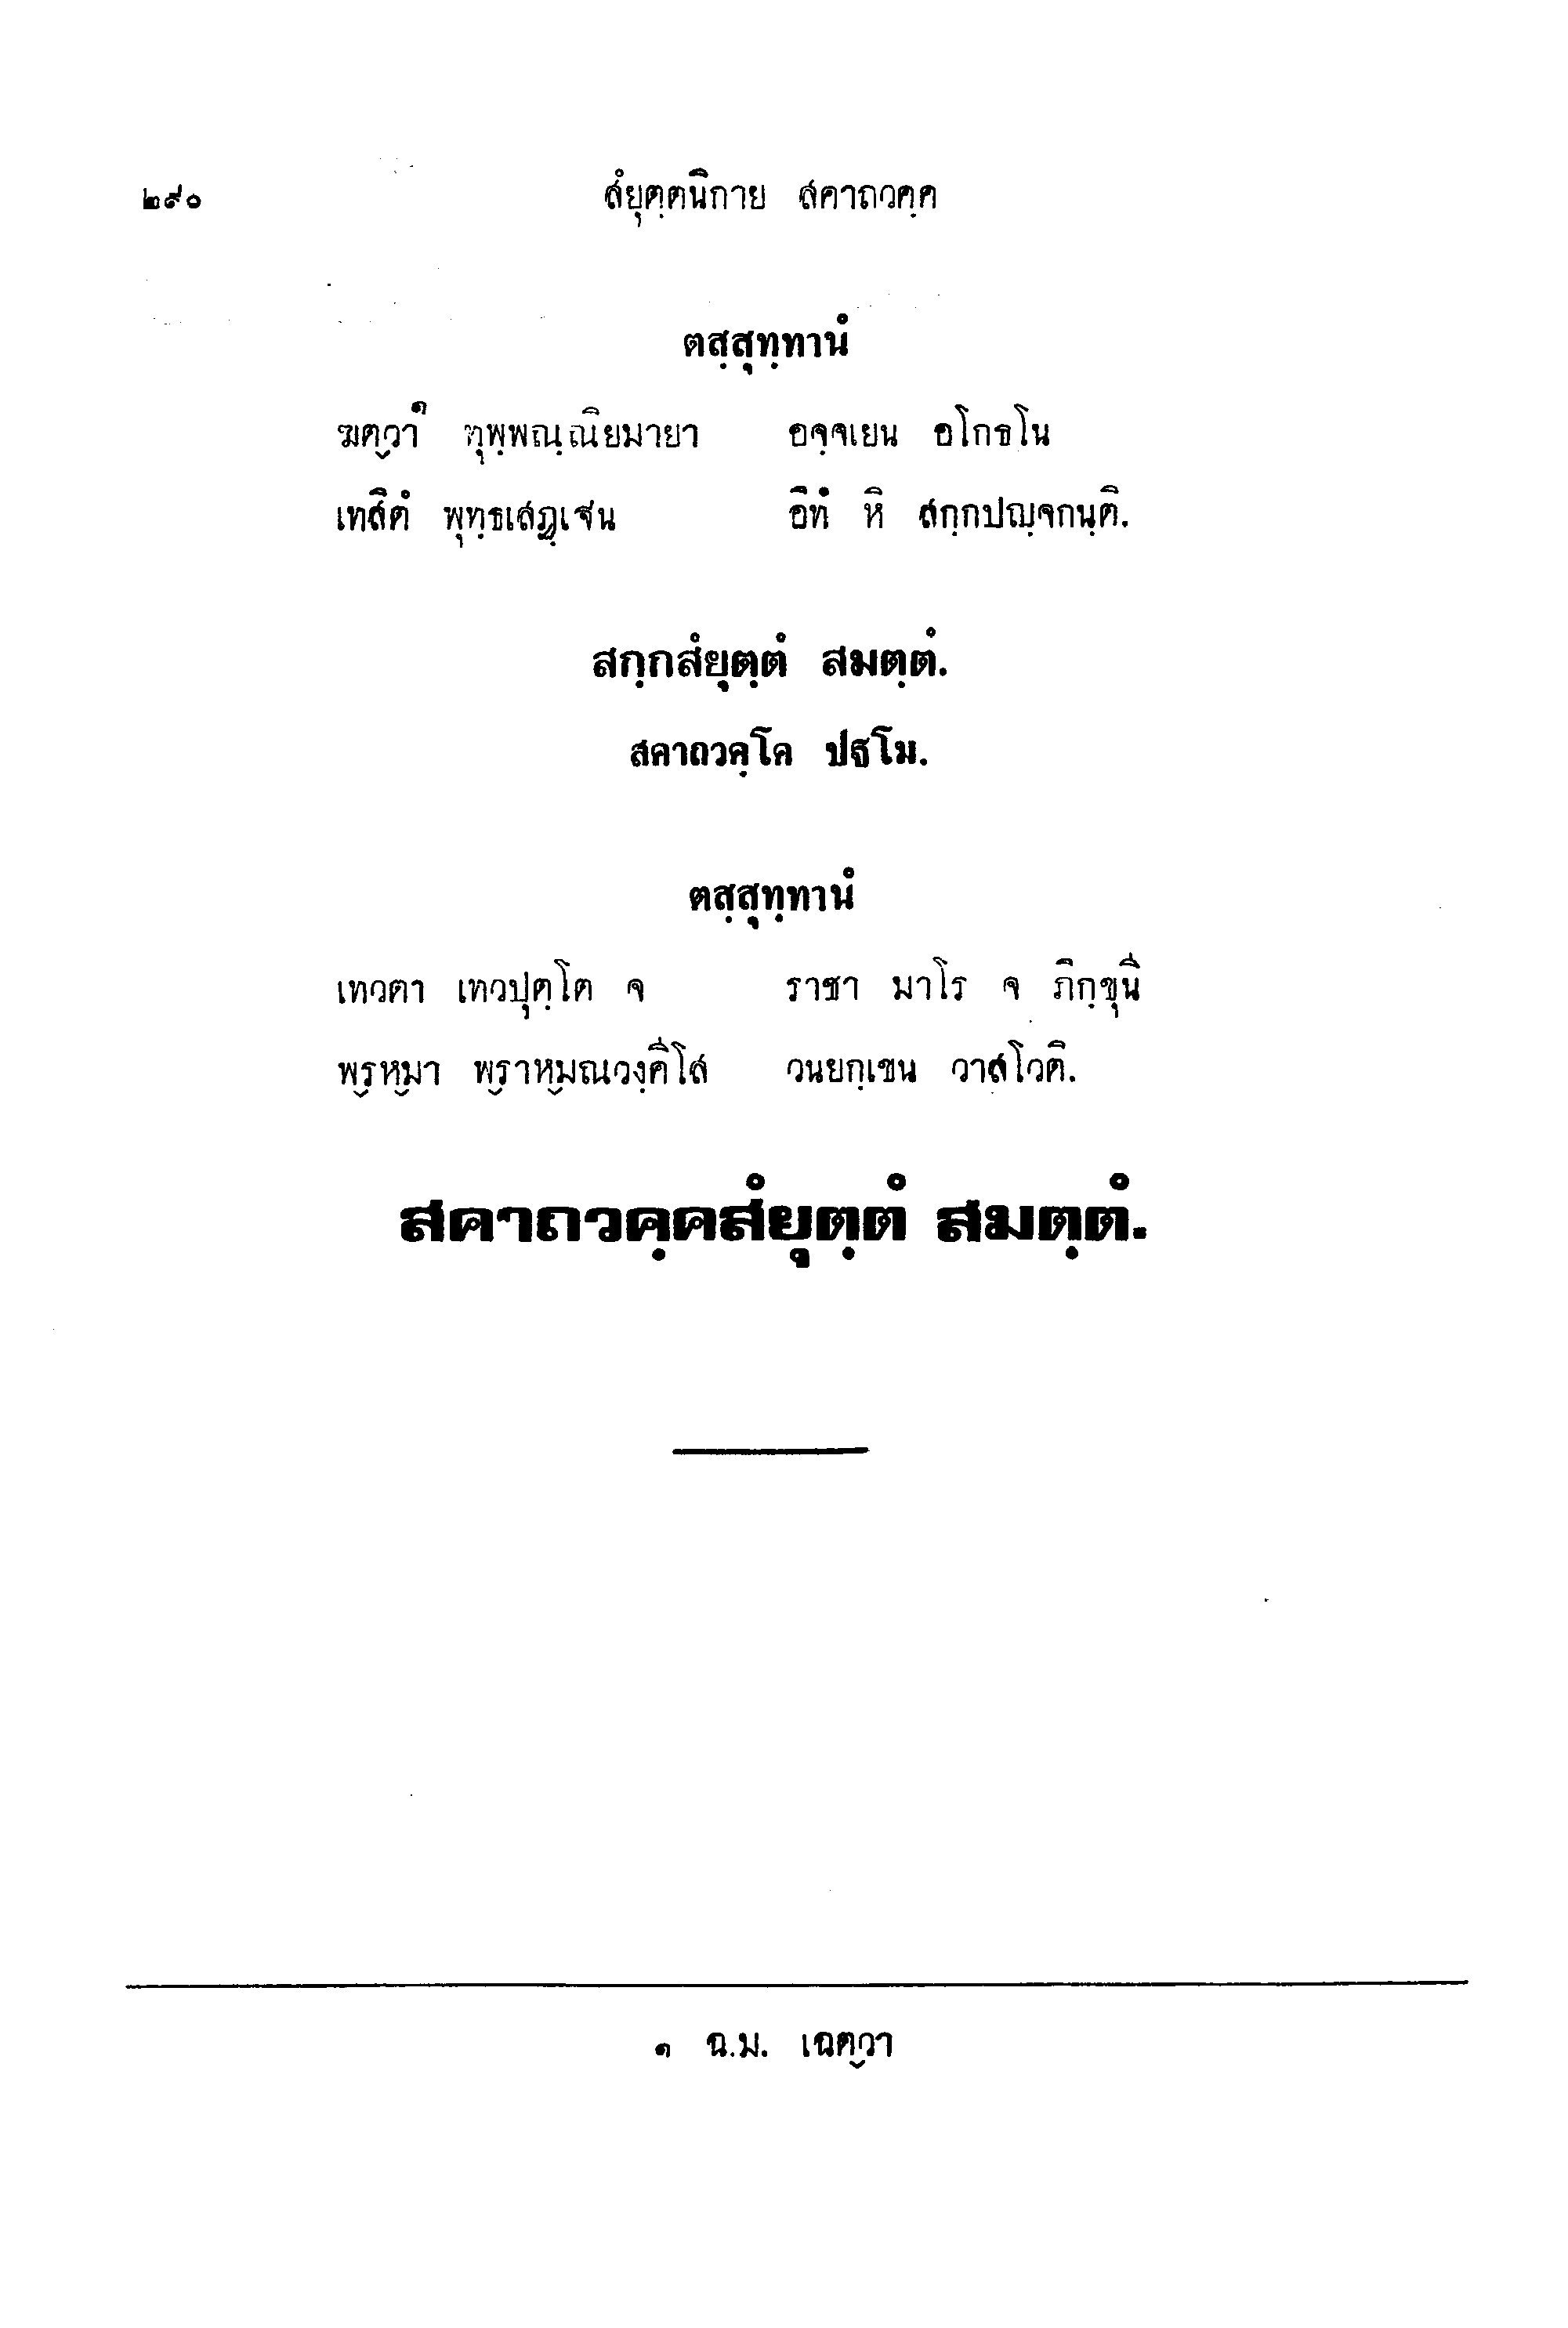 ๒๙๐ สํยุตฺตนิกาย สคาถวคฺค
ตสฺสุทฺทานํ
ฆตฺวา๑ ทุพฺพณฺณิยมายา อจฺจเยน อโกธโน
เทสิตํ พุทฺธเสฏฺเฐน อิทํ หิ สกฺกปญฺจกนฺติ.
สกฺกสํยุตฺตํ สมตฺตํ.
สคาถวคฺโค ปฐโม.
ตสฺสุทฺทานํ
เทวตา เทวปุตฺโต จ ราชา มาโร จ ภิกฺขุนี
พฺรหฺมา พฺราหฺมณวงฺคีโส วนยกฺเขน วาสโวติ.
สคาถวคฺคสํยุตฺตํ สมตฺตํ.
๑ ฉ.ม. เฉตฺวา